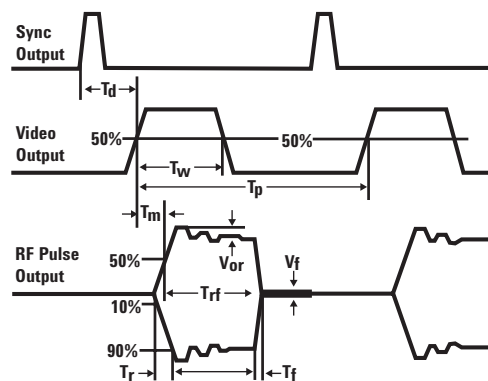 Sync
Output
Td
Video
Output
50%
50%
Tw
Tp
Tm
RF Pulse
Output
50%
Vor
Vf
Trf
10%
90%
Tr
Tf